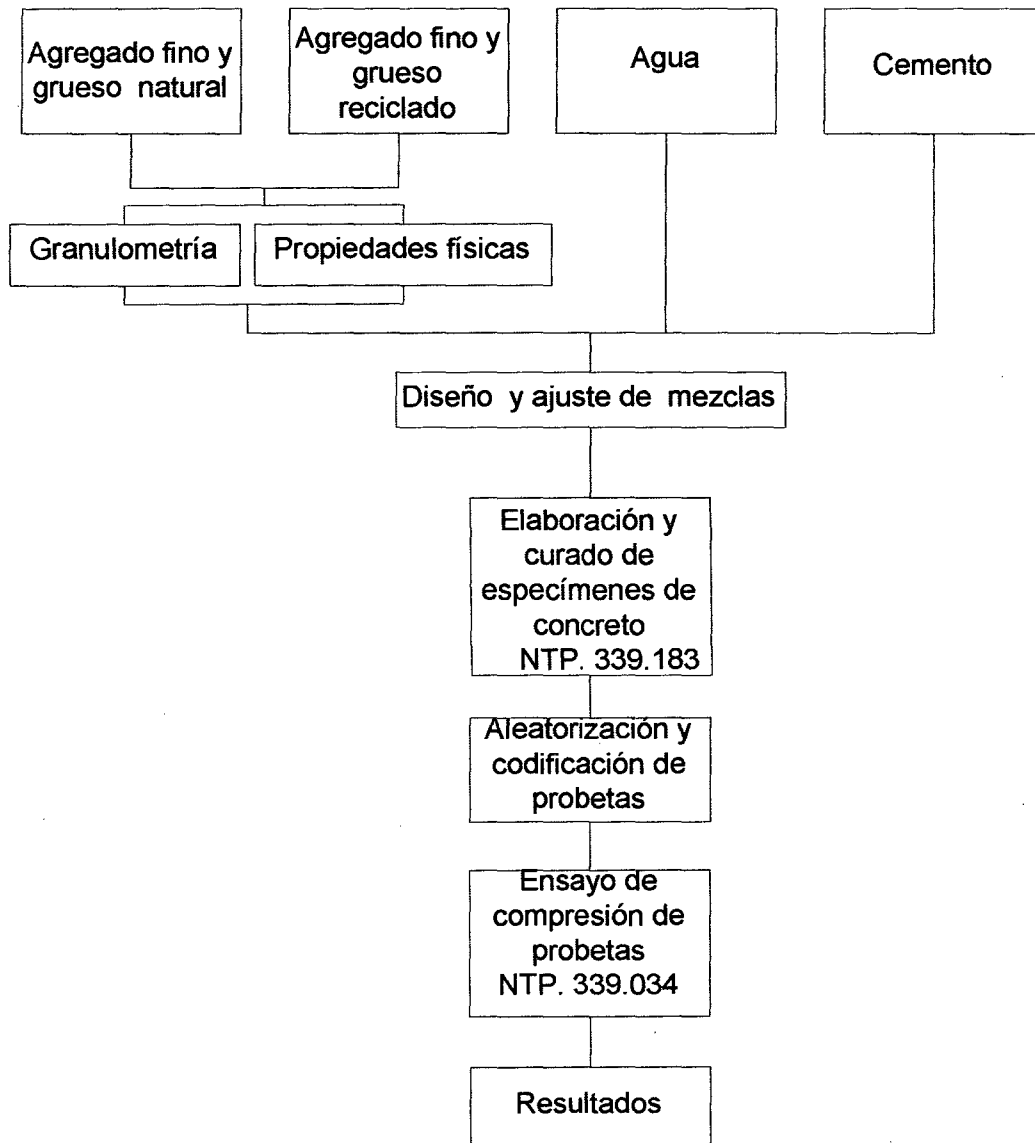 Agregado fino y
grueso natural
Agregado fino y
grueso
reciclado
Agua
Cemento
Granulometría
Propiedades físicas
Diseño y ajuste de mezclas
Elaboración y
curado de
especímenes de
concreto
NTP. 339.183
Aleatorización y
codificación de
probetas
Ensayo de
compresión de
probetas
NTP. 339.034
Resultados